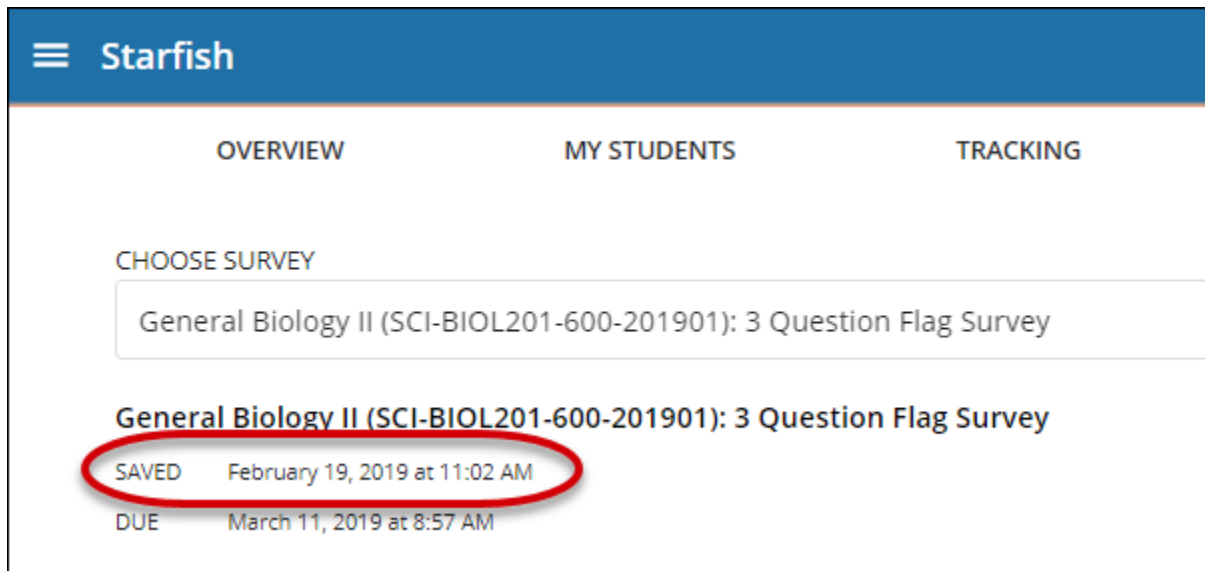 Starfish
OVERVIEW MY STUDENTS TRACKING
CHOOSE SURVEY
General Biology II (SCI-BIOL201-600-201901): 3 Question Flag Survey
General Biology II (SCI-BIOL201-600-201901): 3 Question Flag Survey
SAVED February 19, 2019 at 11:02 AM
DUE March 11, 2019 at 8:57 AM